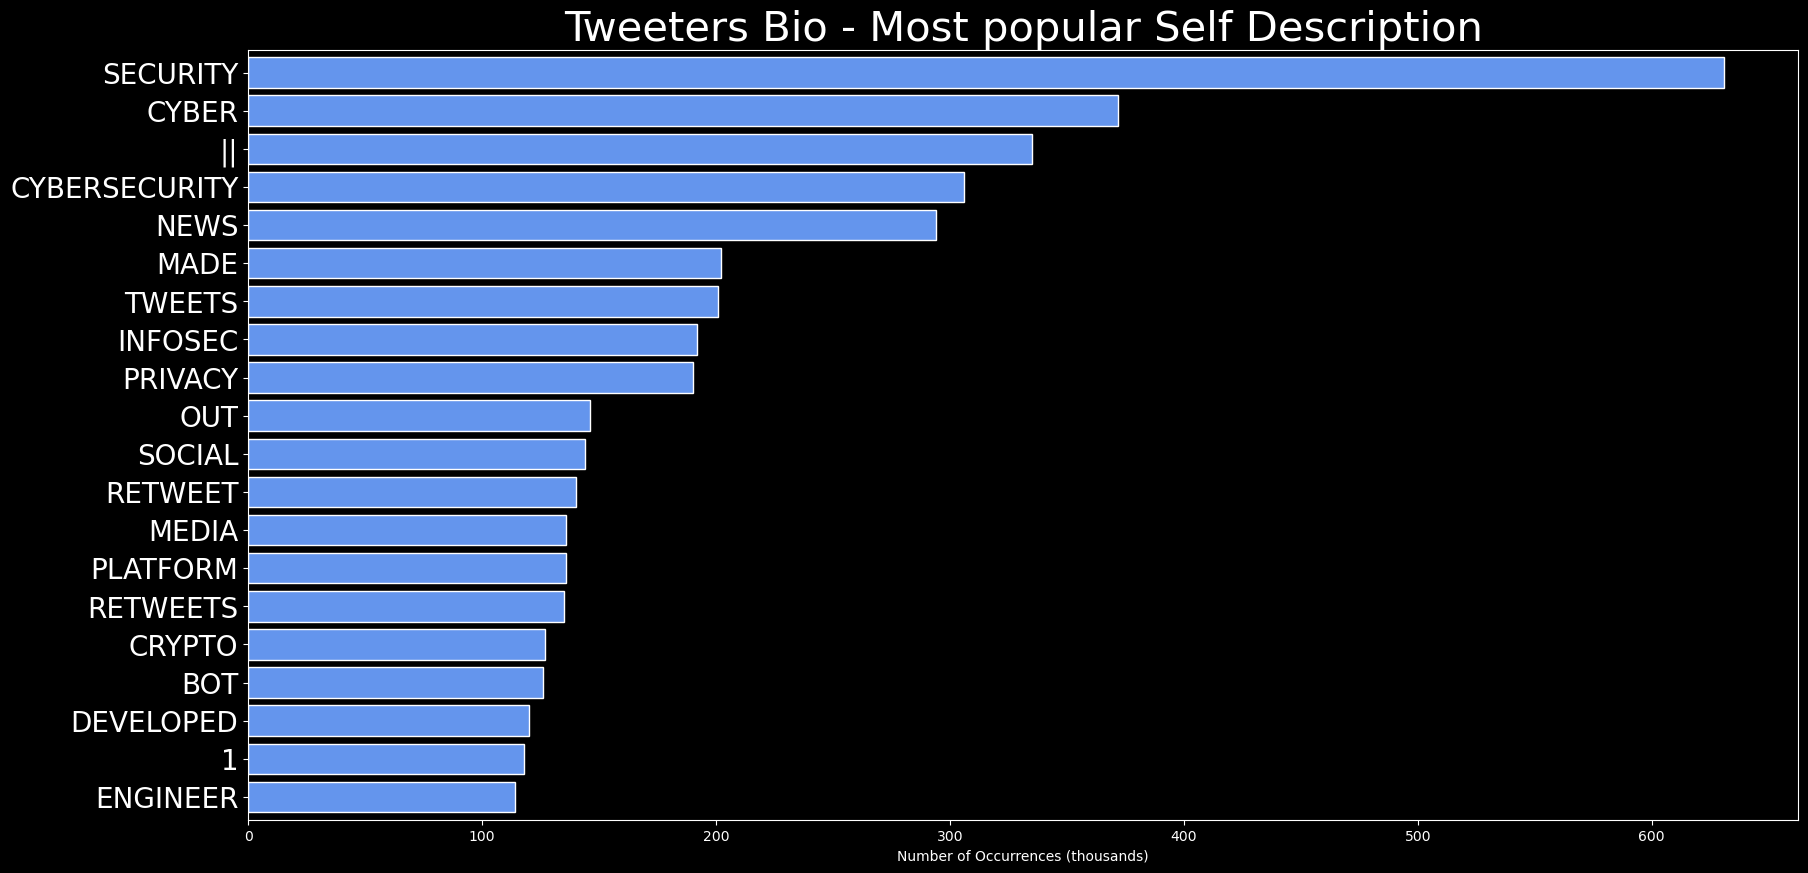 Tweeters Bio - Most popular Self Description
SECURITY
CYBER
||
CYBERSECURITY
NEWS
MADE
TWEETS
INFOSEC
PRIVACY
OUT
SOCIAL
RETWEET
MEDIA
PLATFORM
RETWEETS
CRYPTO
BOT
DEVELOPED
1
ENGINEER
0 100 200 300 400 500 600
Number of Occurrences (thousands)